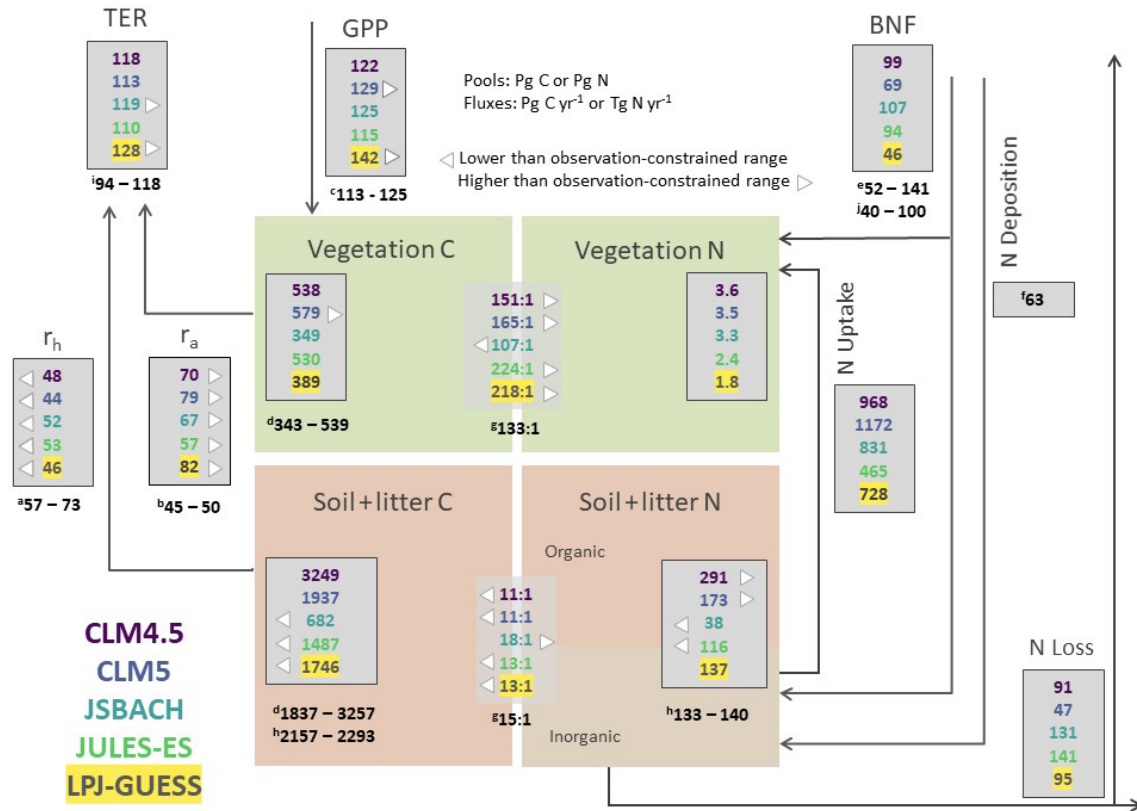 TER
118
113
119
110
128
ⁱ94 – 118
GPP
122
129
125
115
142
ᶜ113 - 125
Pools: Pg C or Pg N
Fluxes: Pg C yr⁻¹ or Tg N yr⁻¹
Lower than observation-constrained range
Higher than observation-constrained range
BNF
99
69
107
94
46
ᵉ52 – 141
ʲ40 – 100
N Deposition
ᶠ63
Vegetation C
538
579
349
530
389
ᵈ343 – 539
151:1
165:1
107:1
224:1
218:1
ᵍ133:1
Vegetation N
3.6
3.5
3.3
2.4
1.8
N Uptake
968
1172
831
465
728
rₕ
48
44
52
53
46
ᵃ57 – 73
rₐ
70
79
67
57
82
ᵇ45 – 50
Soil+litter C
3249
1937
682
1487
1746
ᵈ1837 – 3257
ʰ2157 – 2293
11:1
11:1
18:1
13:1
13:1
ᵍ15:1
Soil+litter N
Organic
291
173
38
116
137
ʰ133 – 140
Inorganic
N Loss
91
47
131
141
95
CLM4.5
CLM5
JSBACH
JULES-ES
LPJ-GUESS